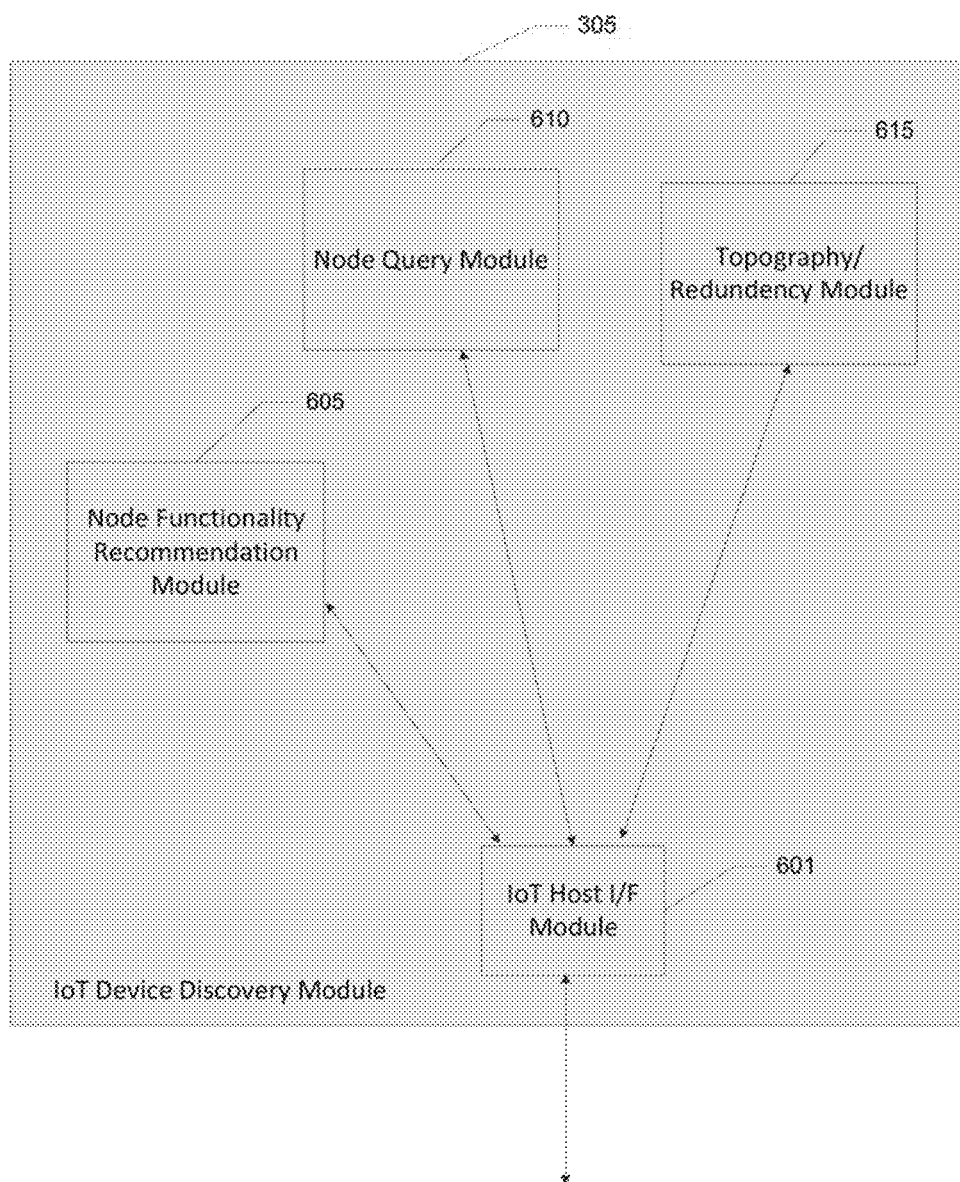 305
610
615
Node Query Module
Topography/
Redundency Module
605
Node Functionality
Recommendation
Module
601
IoT Host I/F
Module
IoT Device Discovery Module